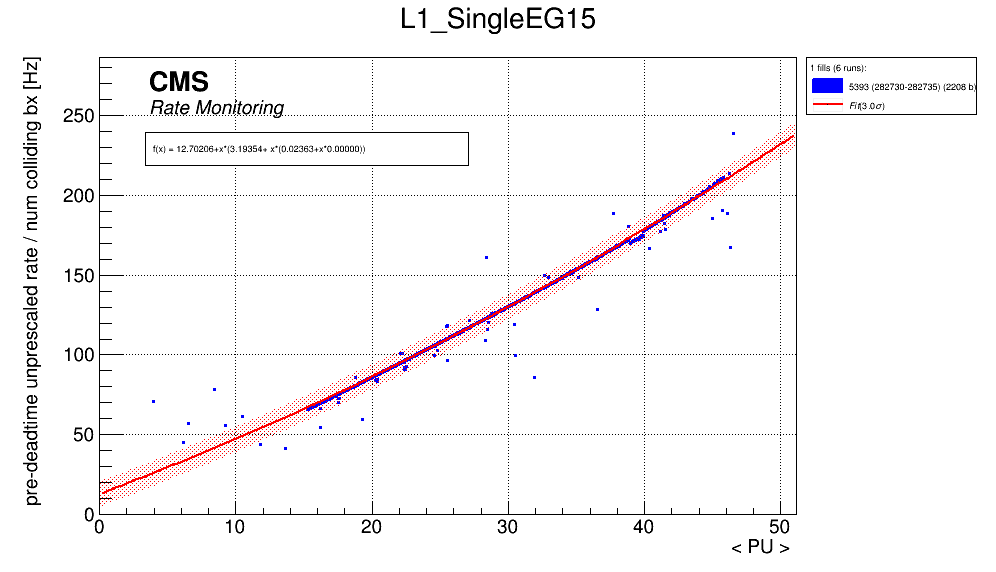 L1_SingleEG15
pre-deadtime unprescaled rate / num colliding bx [Hz]
CMS
Rate Monitoring
f(x) = 12.70206+x*(3.19354+ x*(0.02363+x*0.00000))
250
200
150
100
50
0
0 10 20 30 40 50
< PU >
1 fills (6 runs):
5393 (282730-282735) (2208 b)
Fit(3.0σ)